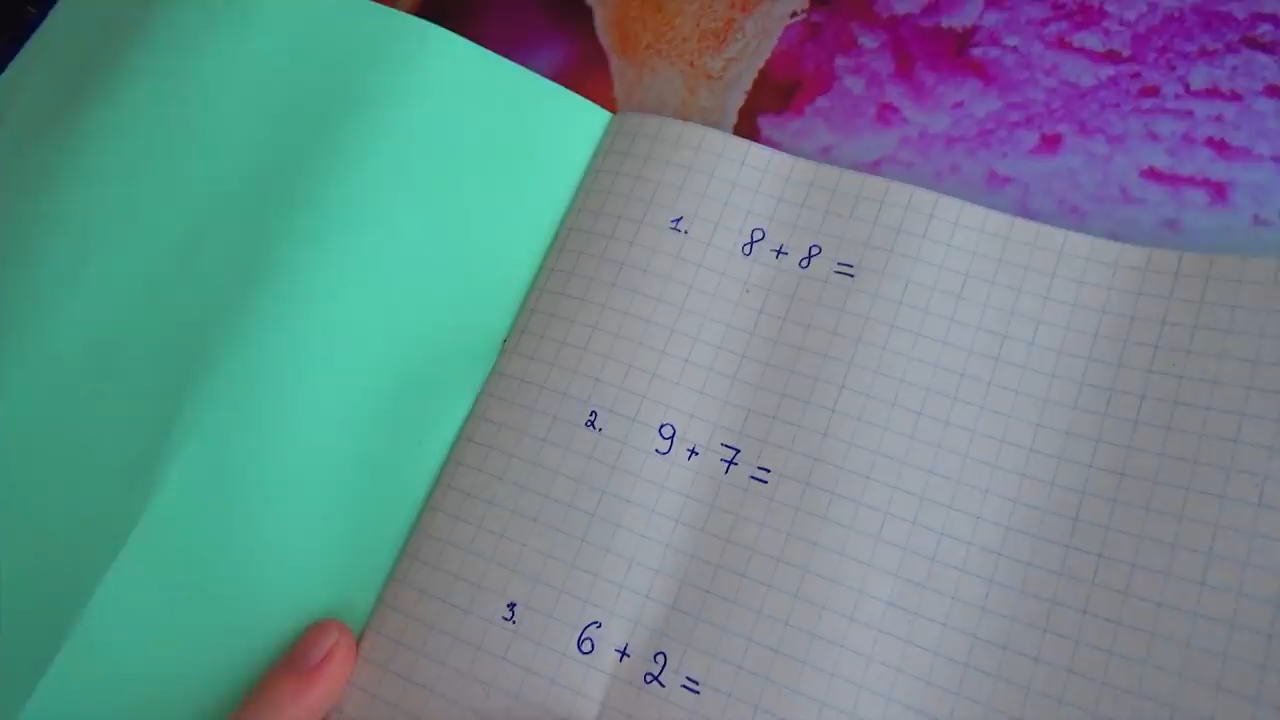 1. 8 + 8 =
2. 9 + 7 =
3. 6 + 2 =